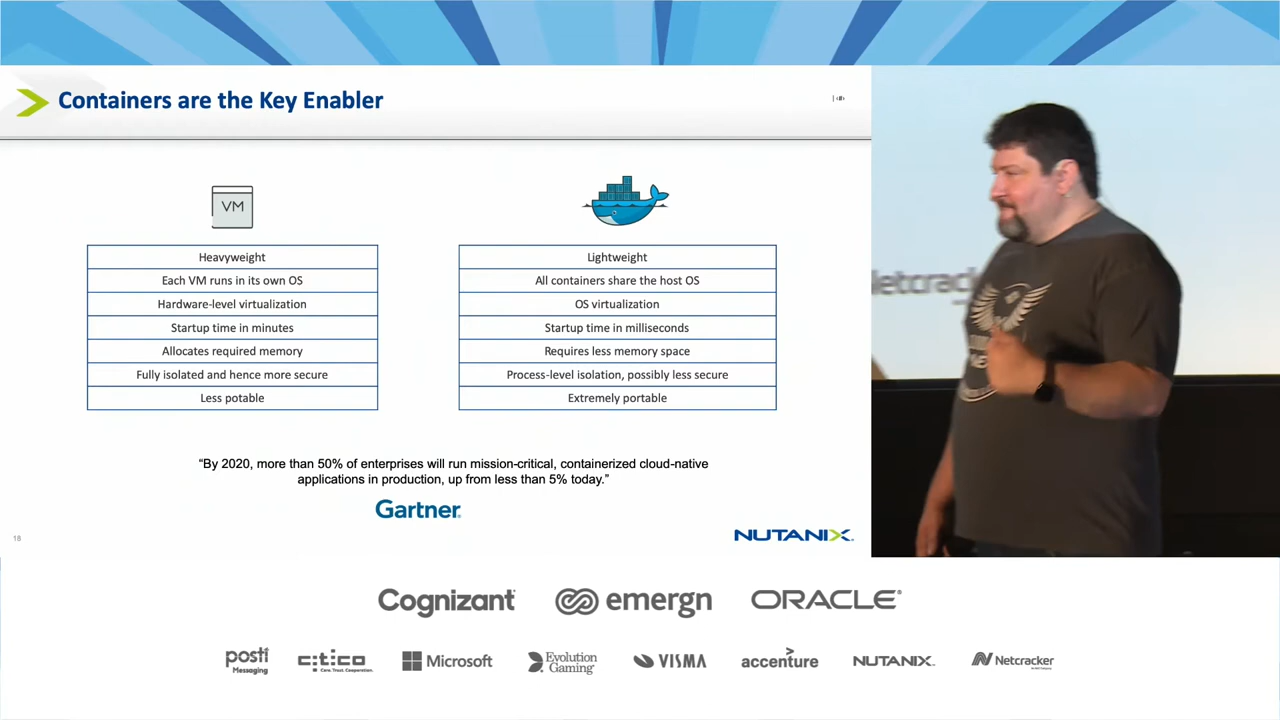 Containers are the Key Enabler
VM
Heavyweight
Each VM runs in its own OS
Hardware-level virtualization
Startup time in minutes
Allocates required memory
Fully isolated and hence more secure
Less potable
Lightweight
All containers share the host OS
OS virtualization
Startup time in milliseconds
Requires less memory space
Process-level isolation, possibly less secure
Extremely portable
“By 2020, more than 50% of enterprises will run mission-critical, containerized cloud-native
applications in production, up from less than 5% today.”
Gartner
18
NUTANIX
Cognizant
emergn
ORACLE
posti
Messaging
citico
Care. Trust. Cooperation.
Microsoft
Evolution
Gaming
VISMA
accenture
NUTANIX
Netcracker